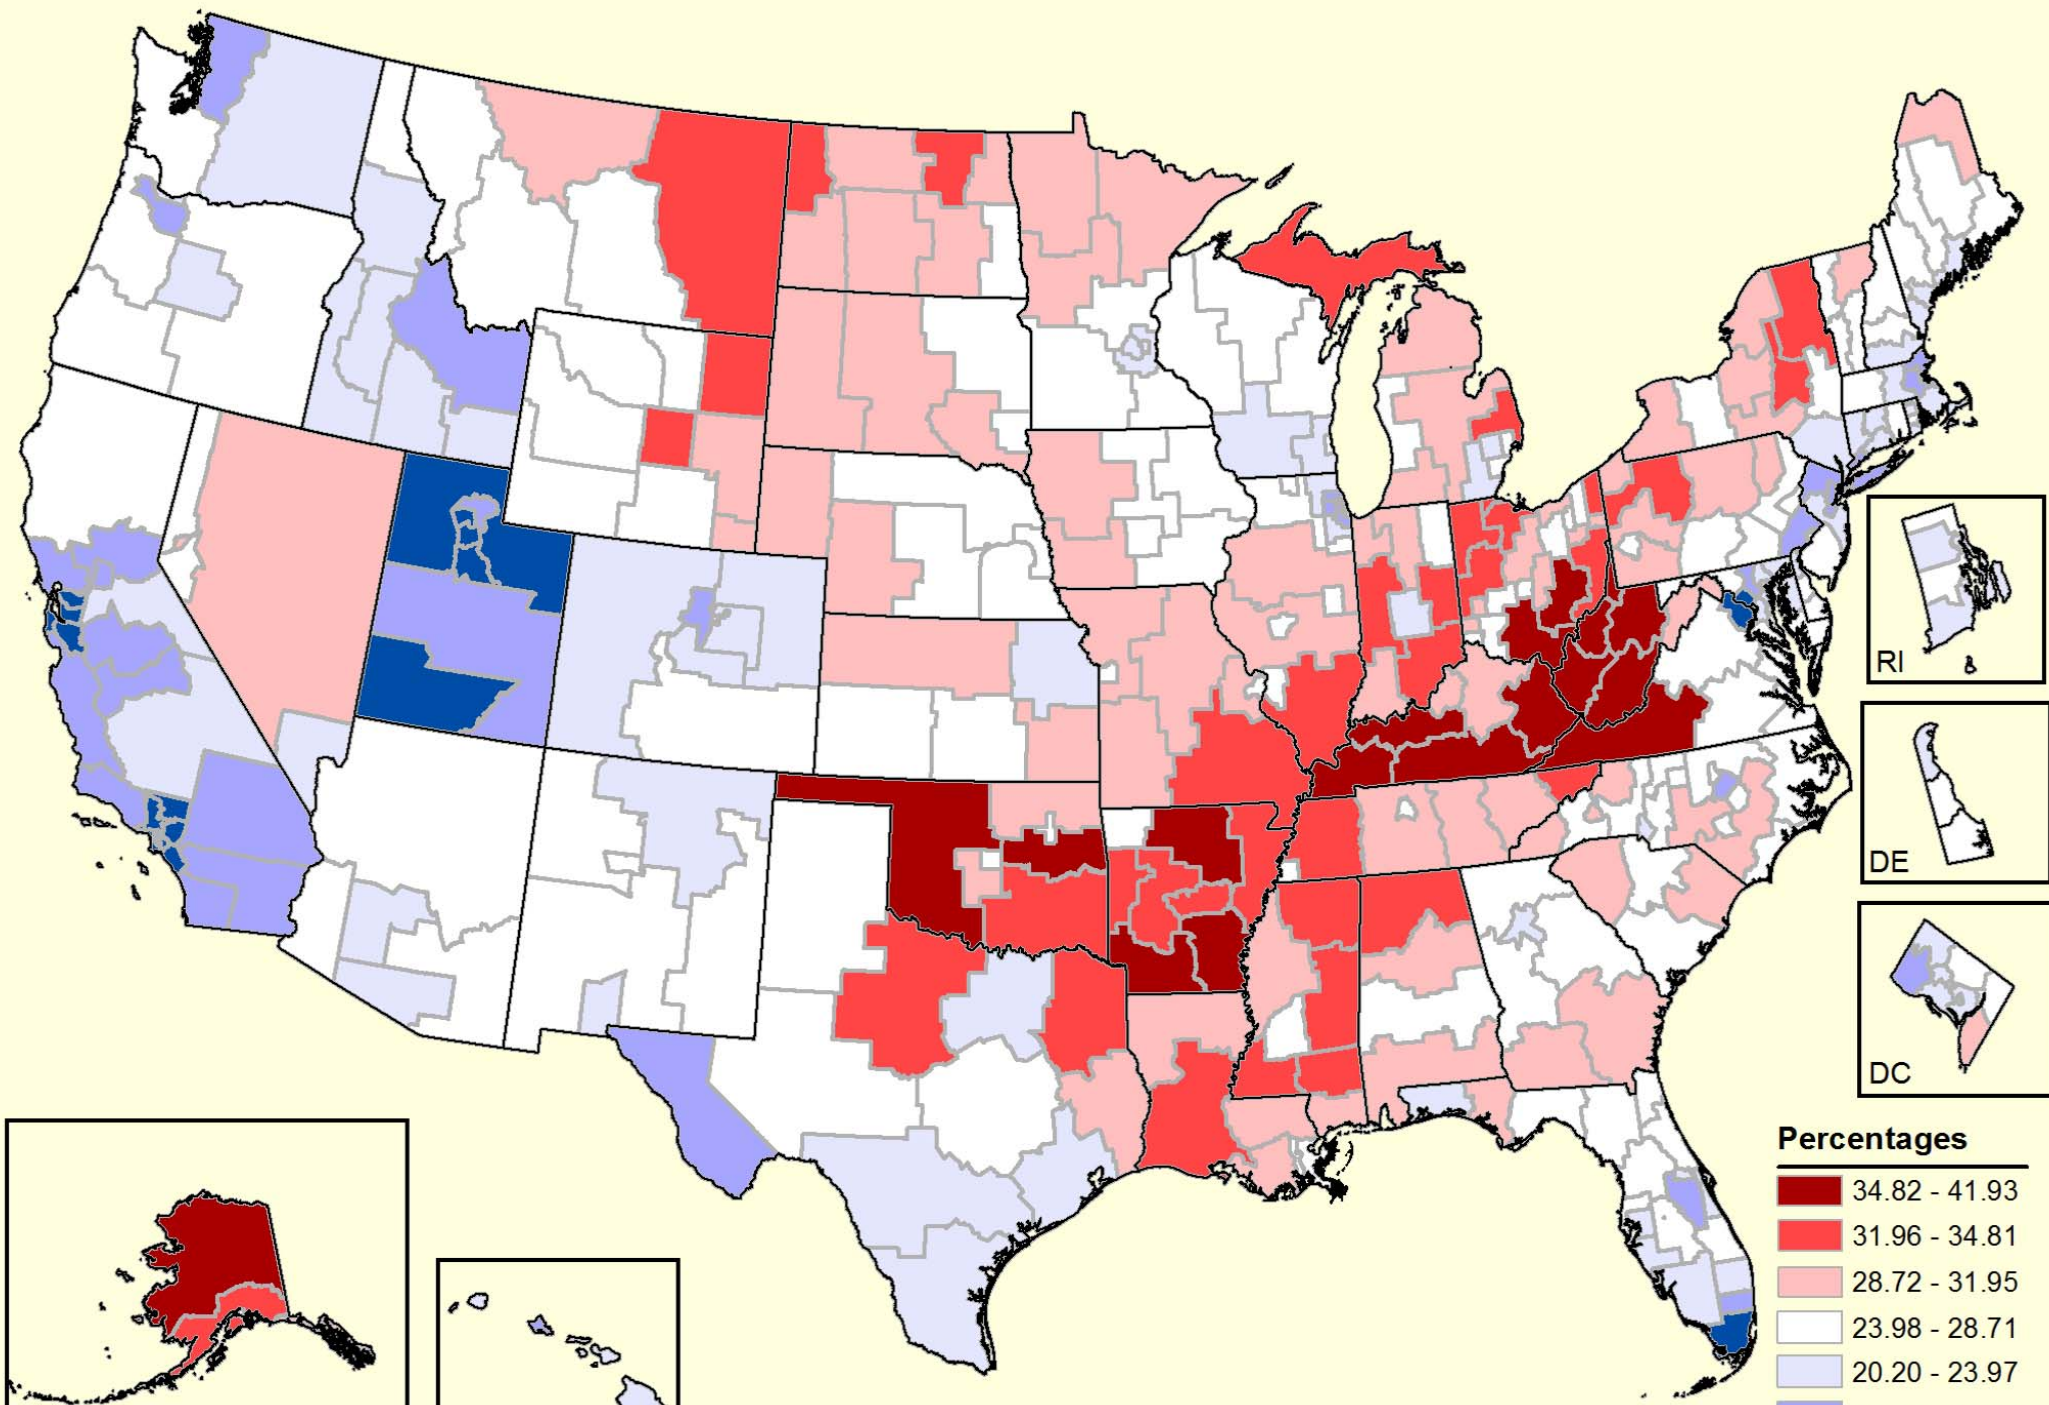 RI
DE
DC
Percentages
34.82 - 41.93
31.96 - 34.81
28.72 - 31.95
23.98 - 28.71
20.20 - 23.97